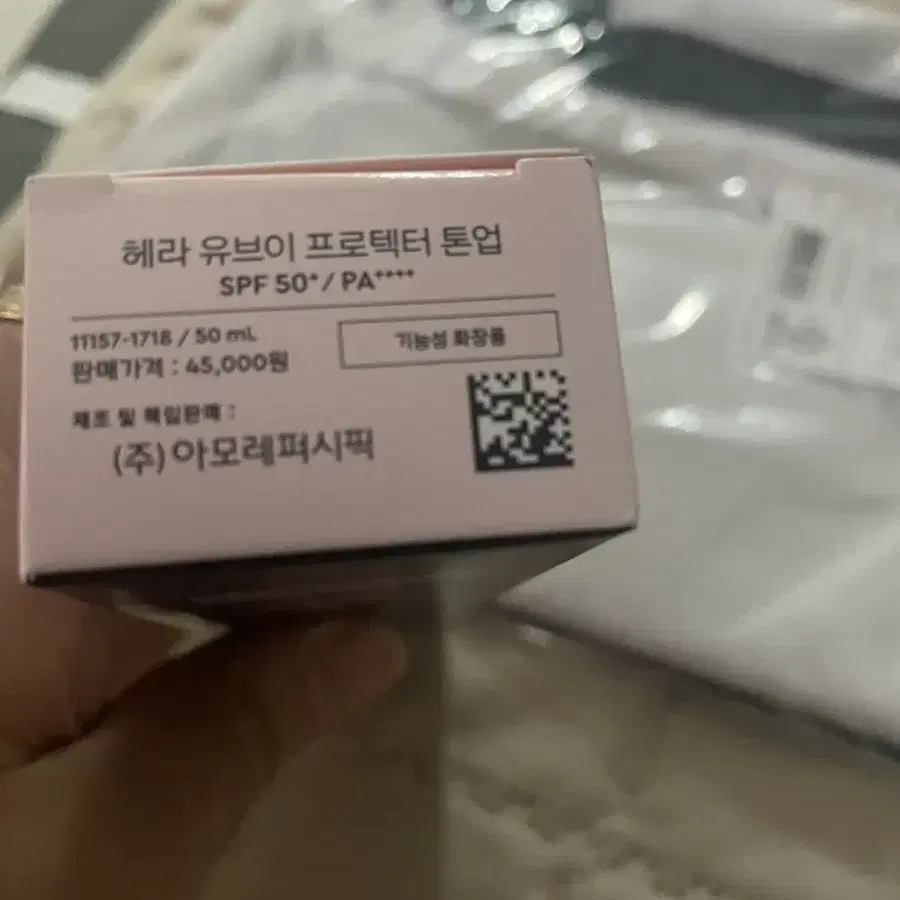 헤라 유브이 프로텍터 톤업
SPF 50+ / PA++++
11157-1718 / 50 mL
판매가격 : 45,000원
기능성 화장품
제조 및 책임판매 :
(주)아모레퍼시픽